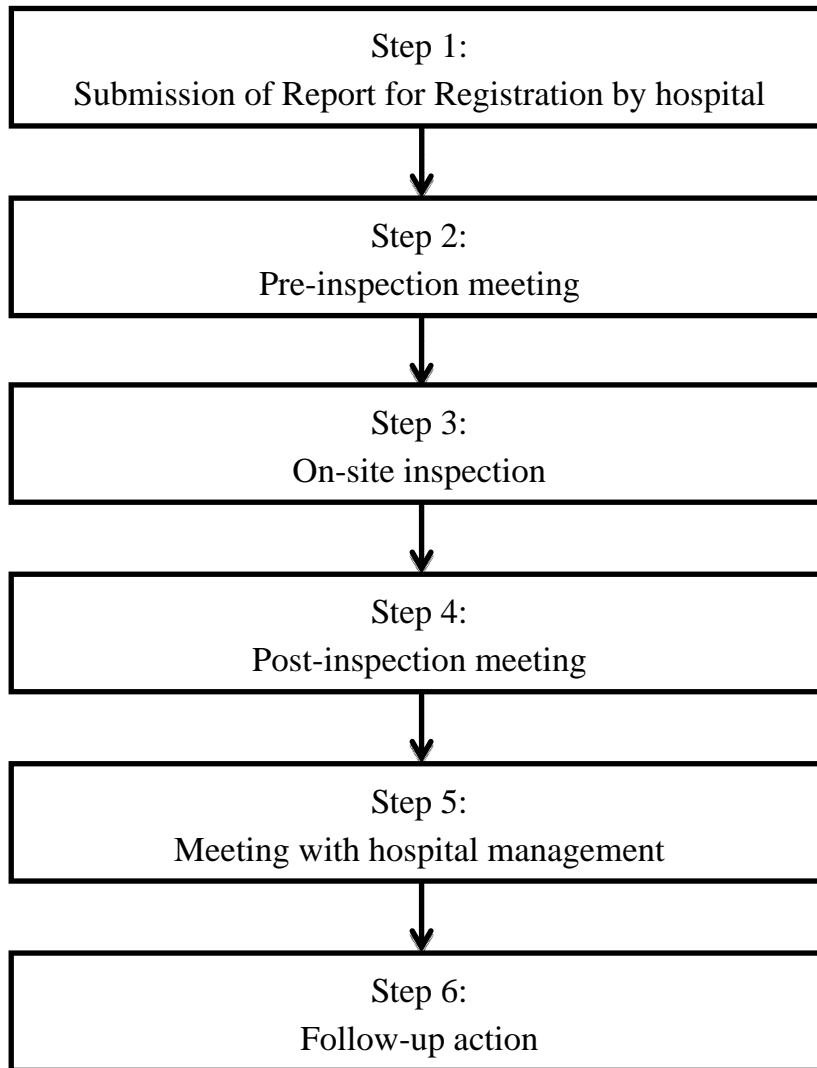 Step 1:
Submission of Report for Registration by hospital
Step 2:
Pre-inspection meeting
Step 3:
On-site inspection
Step 4:
Post-inspection meeting
Step 5:
Meeting with hospital management
Step 6:
Follow-up action